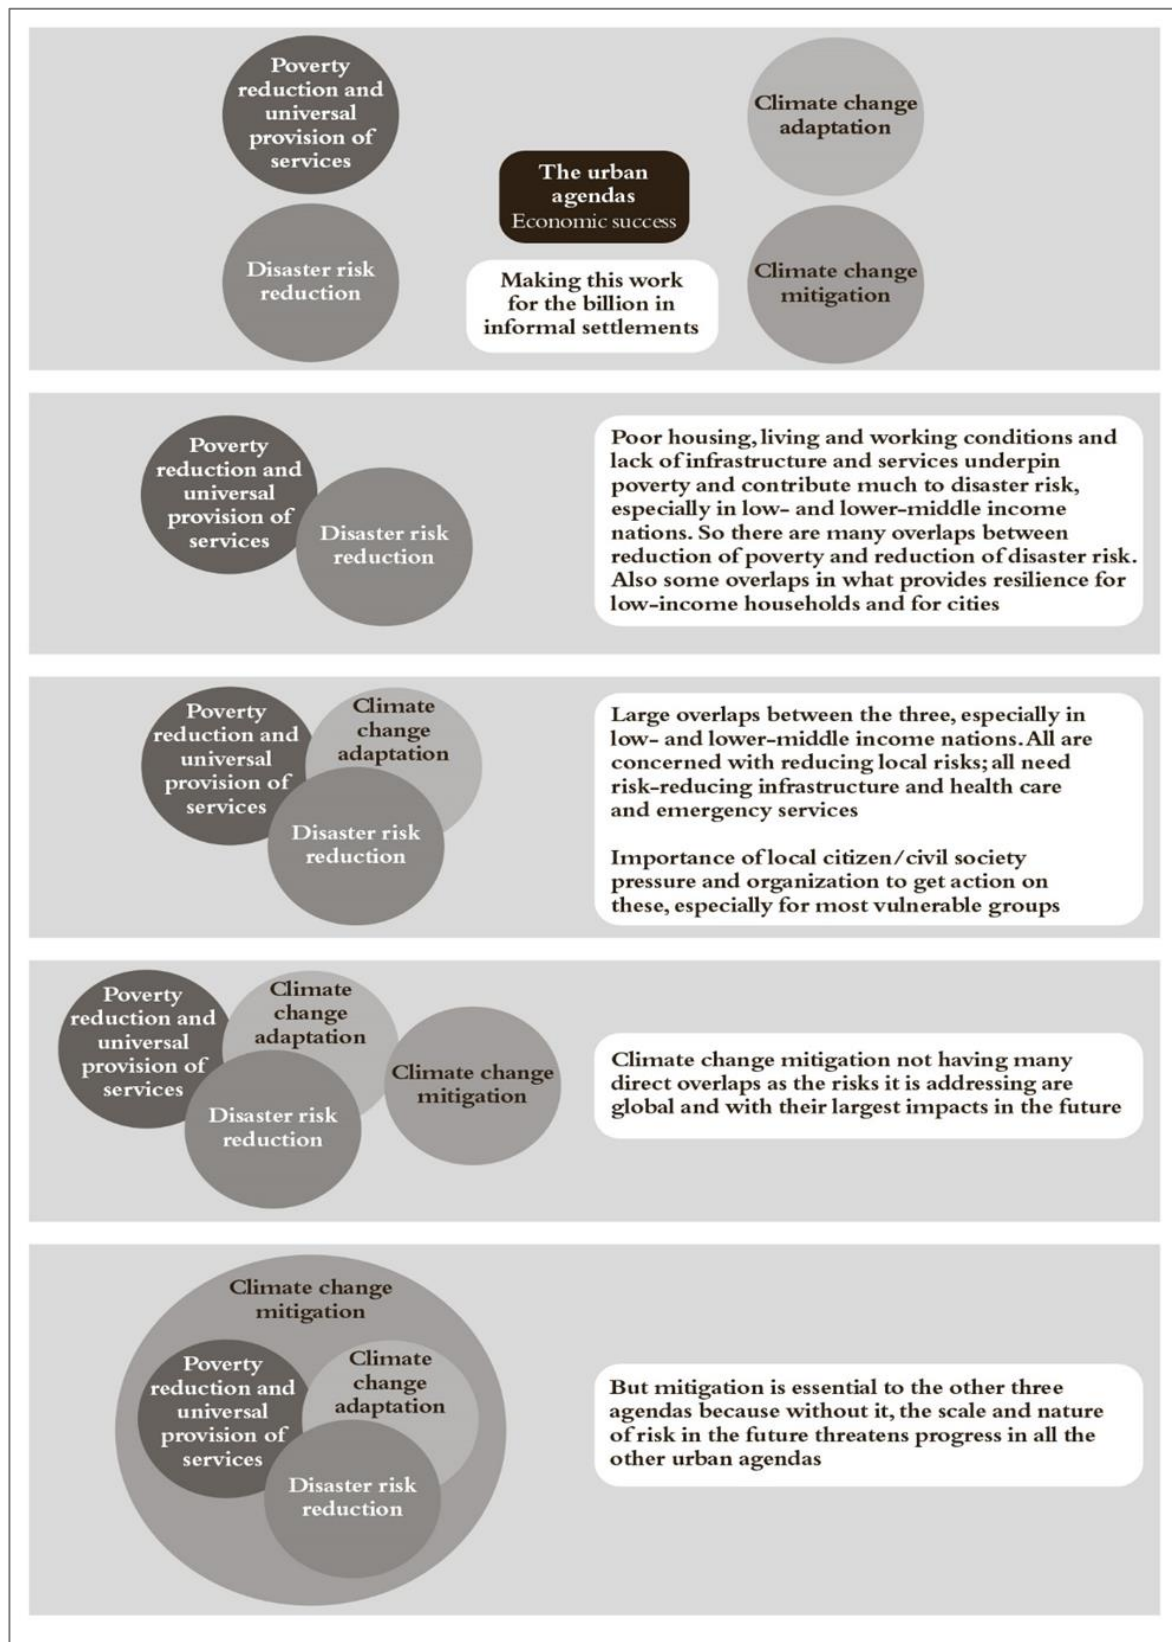 Poverty
reduction and
universal
provision of
services
Climate change
adaptation
The urban
agendas
Economic success
Disaster risk
reduction
Climate change
mitigation
Making this work
for the billion in
informal settlements
Poverty
reduction and
universal
provision of
services
Disaster risk
reduction
Poor housing, living and working conditions and
lack of infrastructure and services underpin
poverty and contribute much to disaster risk,
especially in low- and lower-middle income
nations. So there are many overlaps between
reduction of poverty and reduction of disaster risk.
Also some overlaps in what provides resilience for
low-income households and for cities
Poverty
reduction and
universal
provision of
services
Climate
change
adaptation
Disaster risk
reduction
Large overlaps between the three, especially in
low- and lower-middle income nations. All are
concerned with reducing local risks; all need
risk-reducing infrastructure and health care
and emergency services
Importance of local citizen/civil society
pressure and organization to get action on
these, especially for most vulnerable groups
Poverty
reduction and
universal
provision of
services
Climate
change
adaptation
Disaster risk
reduction
Climate change
mitigation
Climate change mitigation not having many
direct overlaps as the risks it is addressing are
global and with their largest impacts in the future
Climate change
mitigation
Poverty
reduction and
universal
provision of
services
Climate
change
adaptation
Disaster risk
reduction
But mitigation is essential to the other three
agendas because without it, the scale and nature
of risk in the future threatens progress in all the
other urban agendas